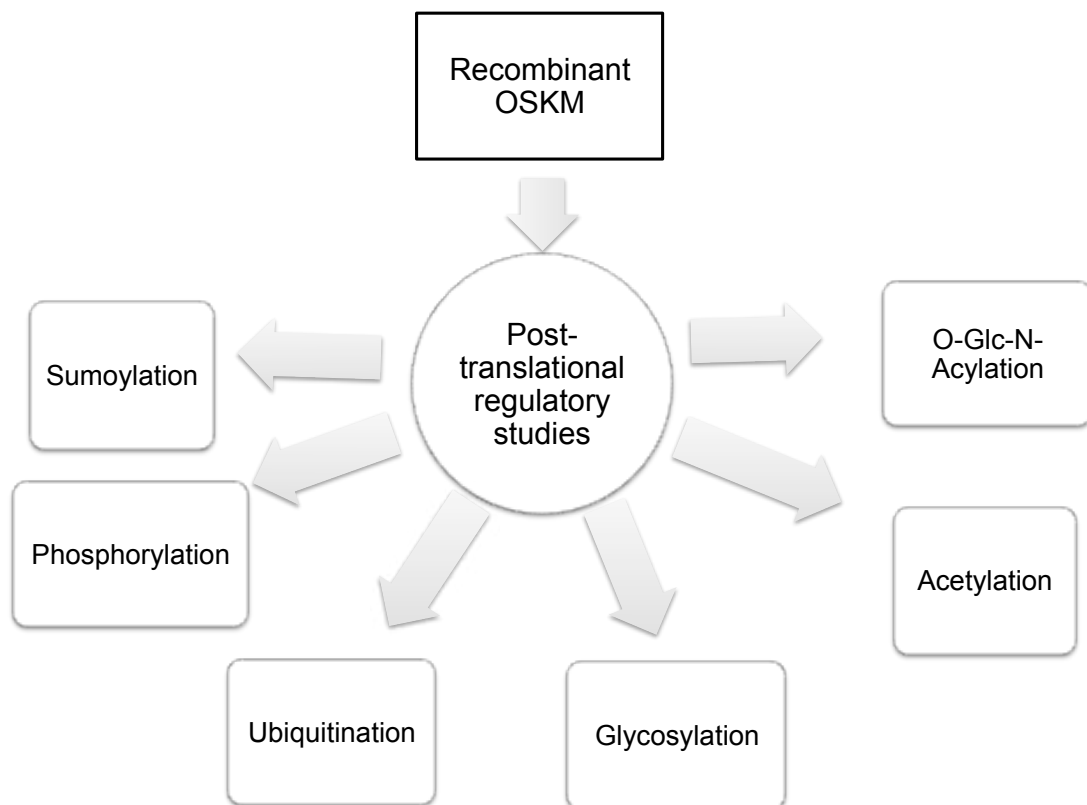 Recombinant
OSKM
Post-
translational
regulatory
studies
O-Glc-N-
Acylation
Sumoylation
Phosphorylation
Acetylation
Ubiquitination
Glycosylation